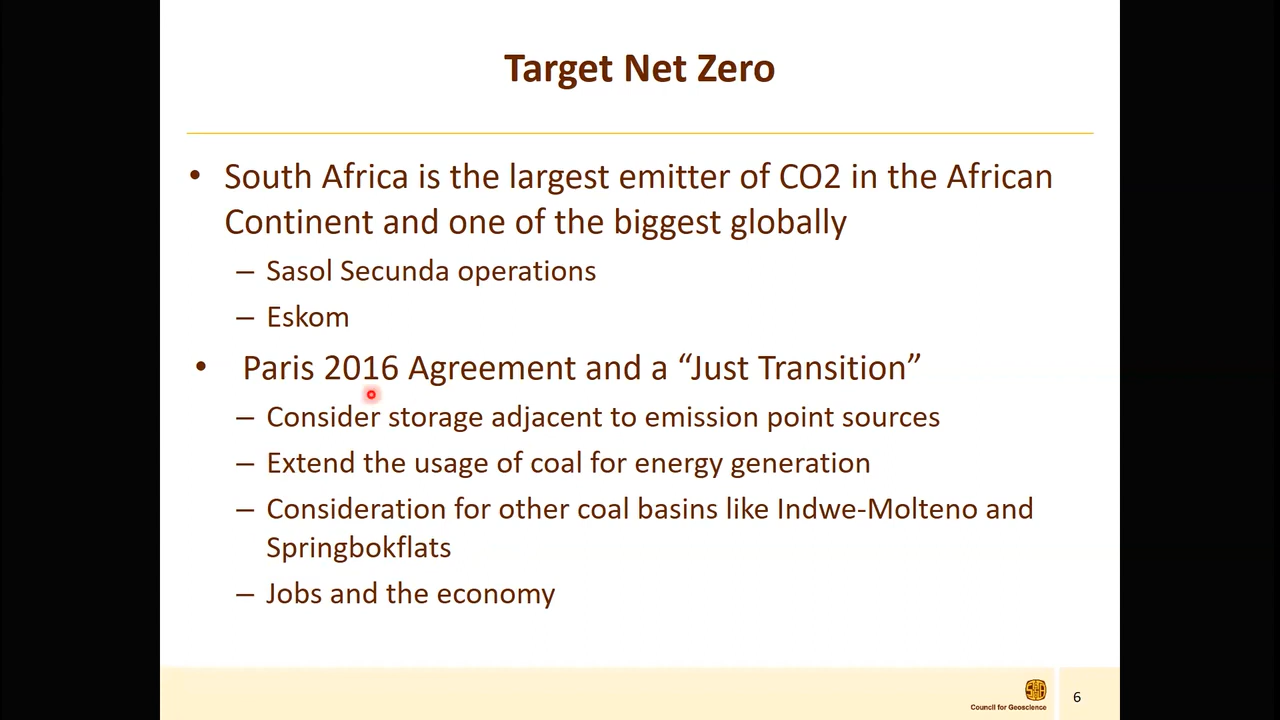 Target Net Zero
• South Africa is the largest emitter of CO2 in the African
Continent and one of the biggest globally
– Sasol Secunda operations
– Eskom
• Paris 2016 Agreement and a “Just Transition”
– Consider storage adjacent to emission point sources
– Extend the usage of coal for energy generation
– Consideration for other coal basins like Indwe-Molteno and
Springbokflats
– Jobs and the economy
Council for Geoscience
6